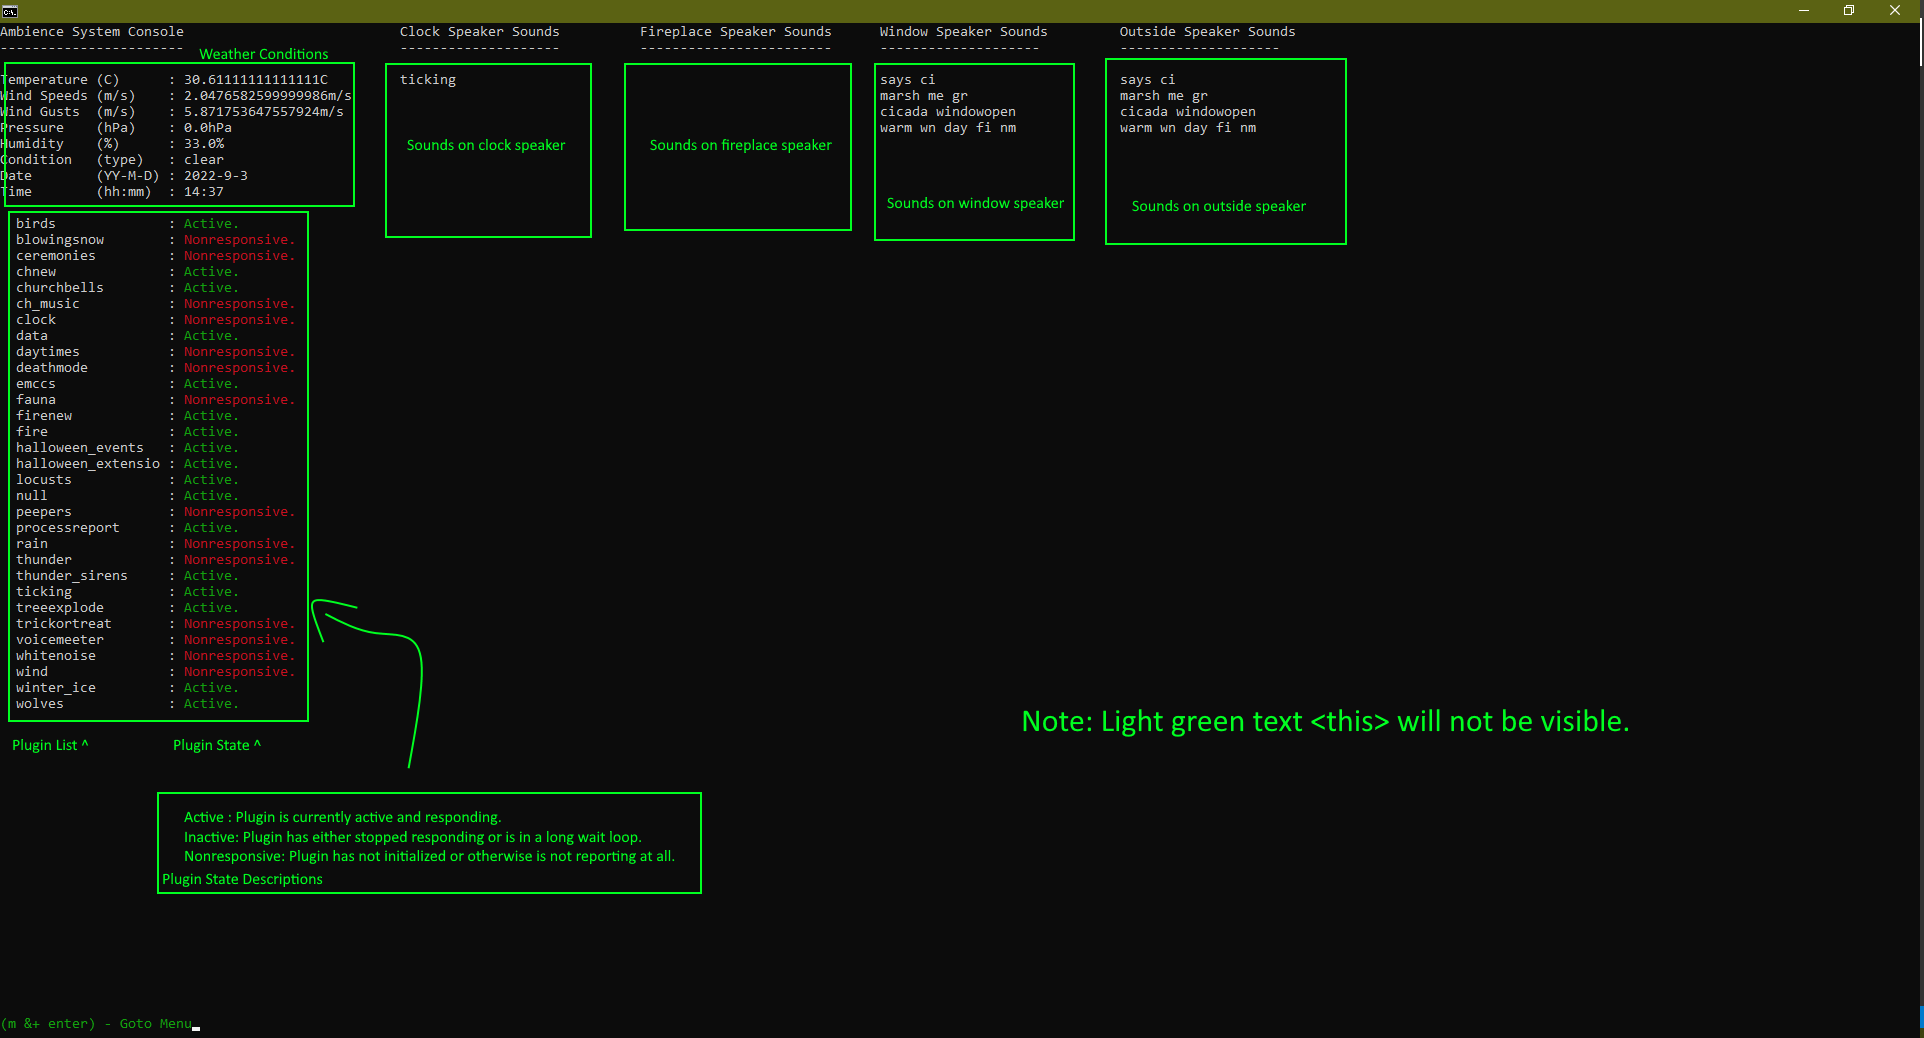 Ambience System Console
-----------------------
Weather Conditions
Temperature (C) : 30.61111111111111C
Wind Speeds (m/s) : 2.0476582599999986m/s
Wind Gusts (m/s) : 5.871753647557924m/s
Pressure (hPa) : 0.0hPa
Humidity (%) : 33.0%
Condition (type) : clear
Date (YY-M-D) : 2022-9-3
Time (hh:mm) : 14:37
birds : Active.
blowingsnow : Nonresponsive.
ceremonies : Nonresponsive.
chnew : Active.
churchbells : Active.
ch_music : Nonresponsive.
clock : Nonresponsive.
data : Active.
daytimes : Nonresponsive.
deathmode : Nonresponsive.
emccs : Active.
fauna : Nonresponsive.
firenew : Active.
fire : Active.
halloween_events : Active.
halloween_extensio : Active.
locusts : Active.
null : Active.
peepers : Nonresponsive.
processreport : Active.
rain : Nonresponsive.
thunder : Nonresponsive.
thunder_sirens : Active.
ticking : Active.
treeexplode : Active.
trickortreat : Nonresponsive.
voicemeeter : Nonresponsive.
whitenoise : Nonresponsive.
wind : Nonresponsive.
winter_ice : Active.
wolves : Active.
Plugin List ^ Plugin State ^
Clock Speaker Sounds
--------------------
ticking
Sounds on clock speaker
Fireplace Speaker Sounds
------------------------
Sounds on fireplace speaker
Window Speaker Sounds
--------------------
says ci
marsh me gr
cicada windowopen
warm wn day fi nm
Sounds on window speaker
Outside Speaker Sounds
--------------------
says ci
marsh me gr
cicada windowopen
warm wn day fi nm
Sounds on outside speaker
Note: Light green text <this> will not be visible.
Active : Plugin is currently active and responding.
Inactive: Plugin has either stopped responding or is in a long wait loop.
Nonresponsive: Plugin has not initialized or otherwise is not reporting at all.
Plugin State Descriptions
(m &+ enter) - Goto Menu